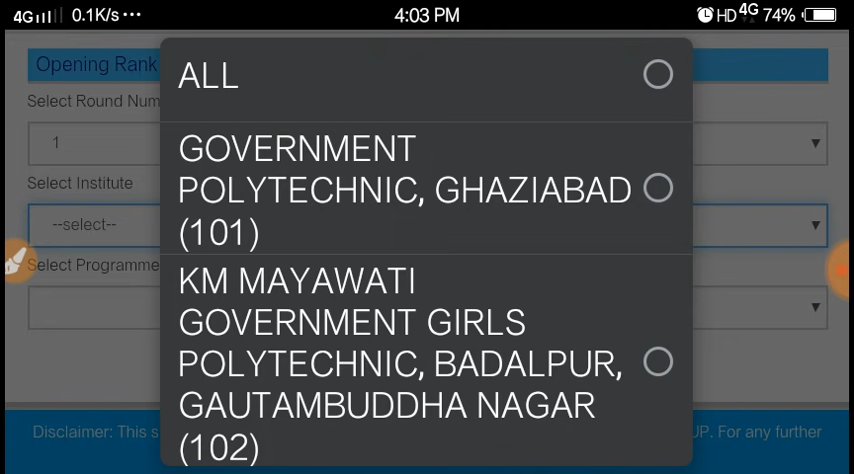 4G 0.1K/s ••• 4:03 PM HD 4G 74%
Opening Rank
Select Round Num
1
Select Institute
--select--
Select Programme
ALL
GOVERNMENT
POLYTECHNIC, GHAZIABAD
(101)
KM MAYAWATI
GOVERNMENT GIRLS
POLYTECHNIC, BADALPUR,
GAUTAMBUDDHA NAGAR
(102)
Disclaimer: This s UP. For any further